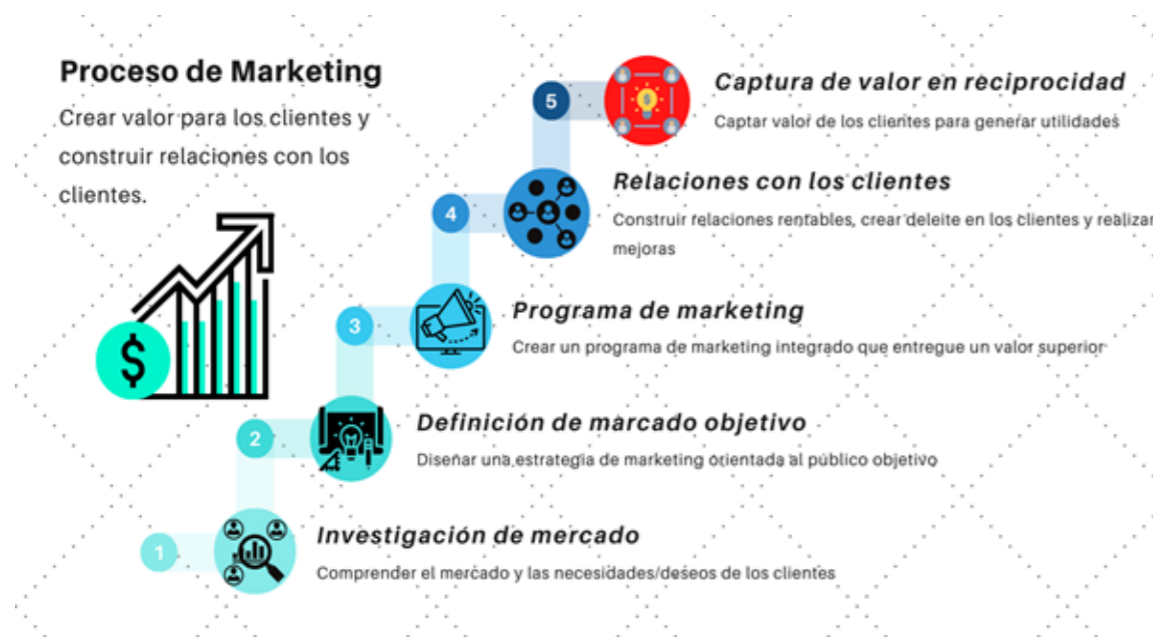 Proceso de Marketing
Crear valor para los clientes y
construir relaciones con los
clientes.
5
Captura de valor en reciprocidad
Captar valor de los clientes para generar utilidades
4
Relaciones con los clientes
Construir relaciones rentables, crear deleite en los clientes y realizar
mejoras
3
Programa de marketing
Crear un programa de marketing integrado que entregue un valor superior
$
2
Definición de marcado objetivo
Diseñar una estrategia de marketing orientada al público objetivo
1
Investigación de mercado
Comprender el mercado y las necesidades/deseos de los clientes